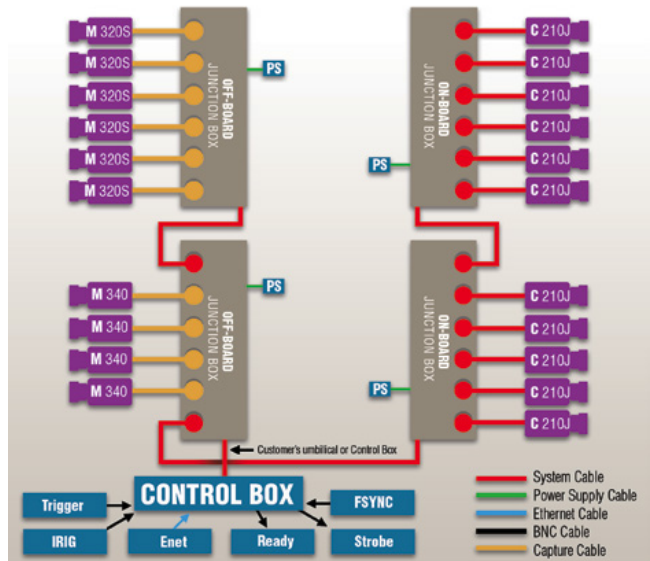 M 320S
M 320S
M 320S
M 320S
M 320S
M 320S
OFF-BOARD
JUNCTION BOX
PS
ON-BOARD
JUNCTION BOX
PS
C 210J
C 210J
C 210J
C 210J
C 210J
C 210J
M 340
M 340
M 340
M 340
OFF-BOARD
JUNCTION BOX
PS
ON-BOARD
JUNCTION BOX
PS
C 210J
C 210J
C 210J
C 210J
C 210J
Customer's umbilical or Control Box
CONTROL BOX
Trigger
IRIG
Enet
Ready
Strobe
FSYNC
System Cable
Power Supply Cable
Ethernet Cable
BNC Cable
Capture Cable